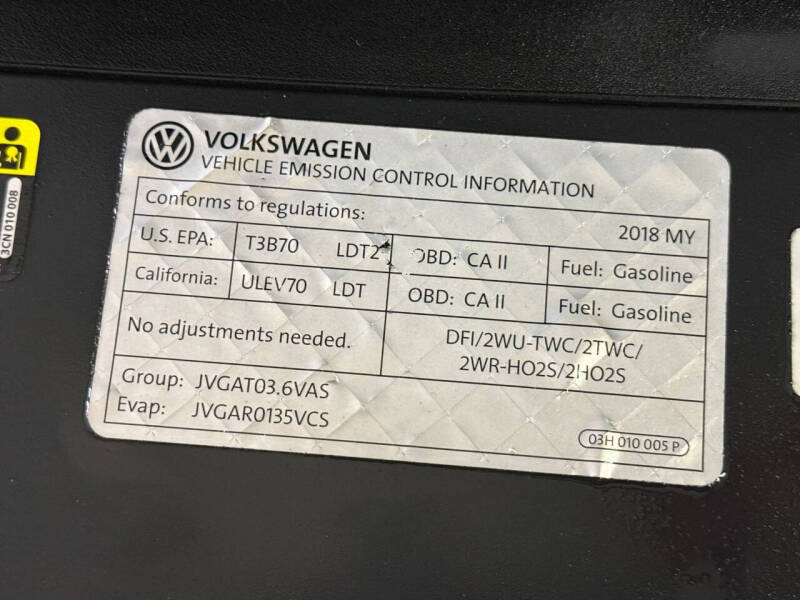 VOLKSWAGEN
VEHICLE EMISSION CONTROL INFORMATION
Conforms to regulations:
2018 MY
U.S. EPA: T3B70 LDT2 OBD: CA II Fuel: Gasoline
California: ULEV70 LDT OBD: CA II Fuel: Gasoline
No adjustments needed.
DFI/2WU-TWC/2TWC/
2WR-HO2S/2HO2S
Group: JVGAT03.6VAS
Evap: JVGAR0135VCS
03H 010 005 P
3CN 010 008